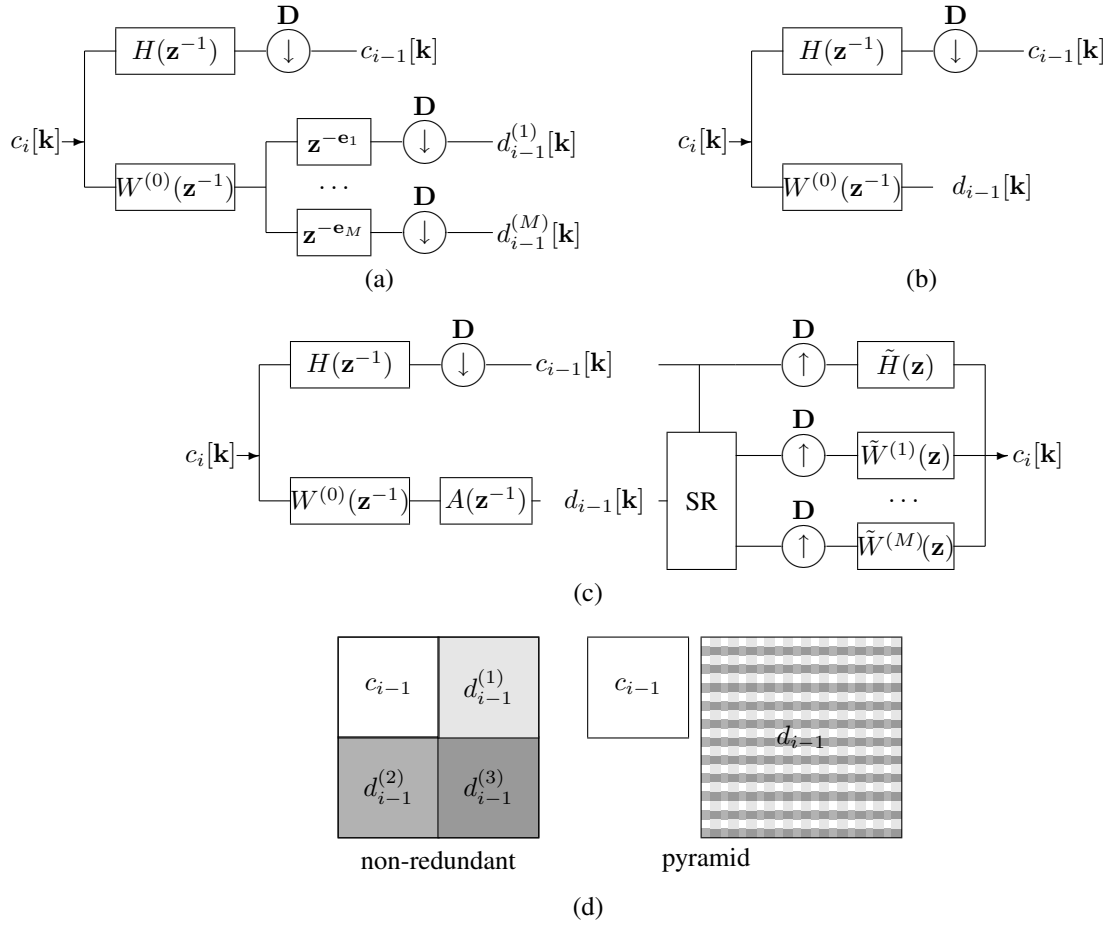 D
H(z⁻¹) ↓ c_{i−1}[k]
D
c_i[k] z^{−e₁} ↓ d^{(1)}_{i−1}[k]
W^{(0)}(z⁻¹) ⋯
D
z^{−e_M} ↓ d^{(M)}_{i−1}[k]
(a)
D
H(z⁻¹) ↓ c_{i−1}[k]
c_i[k]
W^{(0)}(z⁻¹) d_{i−1}[k]
(b)
D
H(z⁻¹) ↓ c_{i−1}[k]
c_i[k]
W^{(0)}(z⁻¹) A(z⁻¹) d_{i−1}[k]
D
↑ H̃(z)
D
SR ↑ W̃^{(1)}(z) c_i[k]
⋯
D
↑ W̃^{(M)}(z)
(c)
c_{i−1} d^{(1)}_{i−1}
d^{(2)}_{i−1} d^{(3)}_{i−1}
non-redundant
c_{i−1}
d_{i−1}
pyramid
(d)